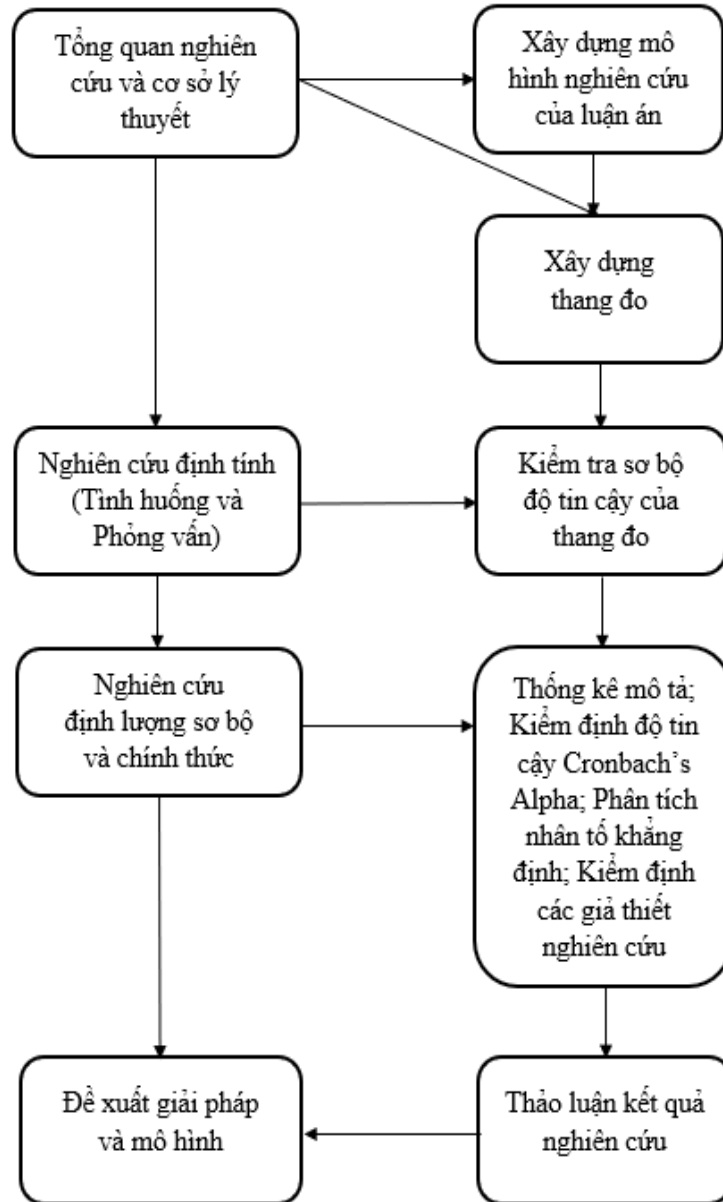 Tổng quan nghiên
cứu và cơ sở lý
thuyết
Xây dựng mô
hình nghiên cứu
của luận án
Xây dựng
thang đo
Nghiên cứu định tính
(Tình huống và
Phỏng vấn)
Kiểm tra sơ bộ
độ tin cậy của
thang đo
Nghiên cứu
định lượng sơ bộ
và chính thức
Thống kê mô tả;
Kiểm định độ tin
cậy Cronbach’s
Alpha; Phân tích
nhân tố khẳng
định; Kiểm định
các giả thiết
nghiên cứu
Đề xuất giải pháp
và mô hình
Thảo luận kết quả
nghiên cứu